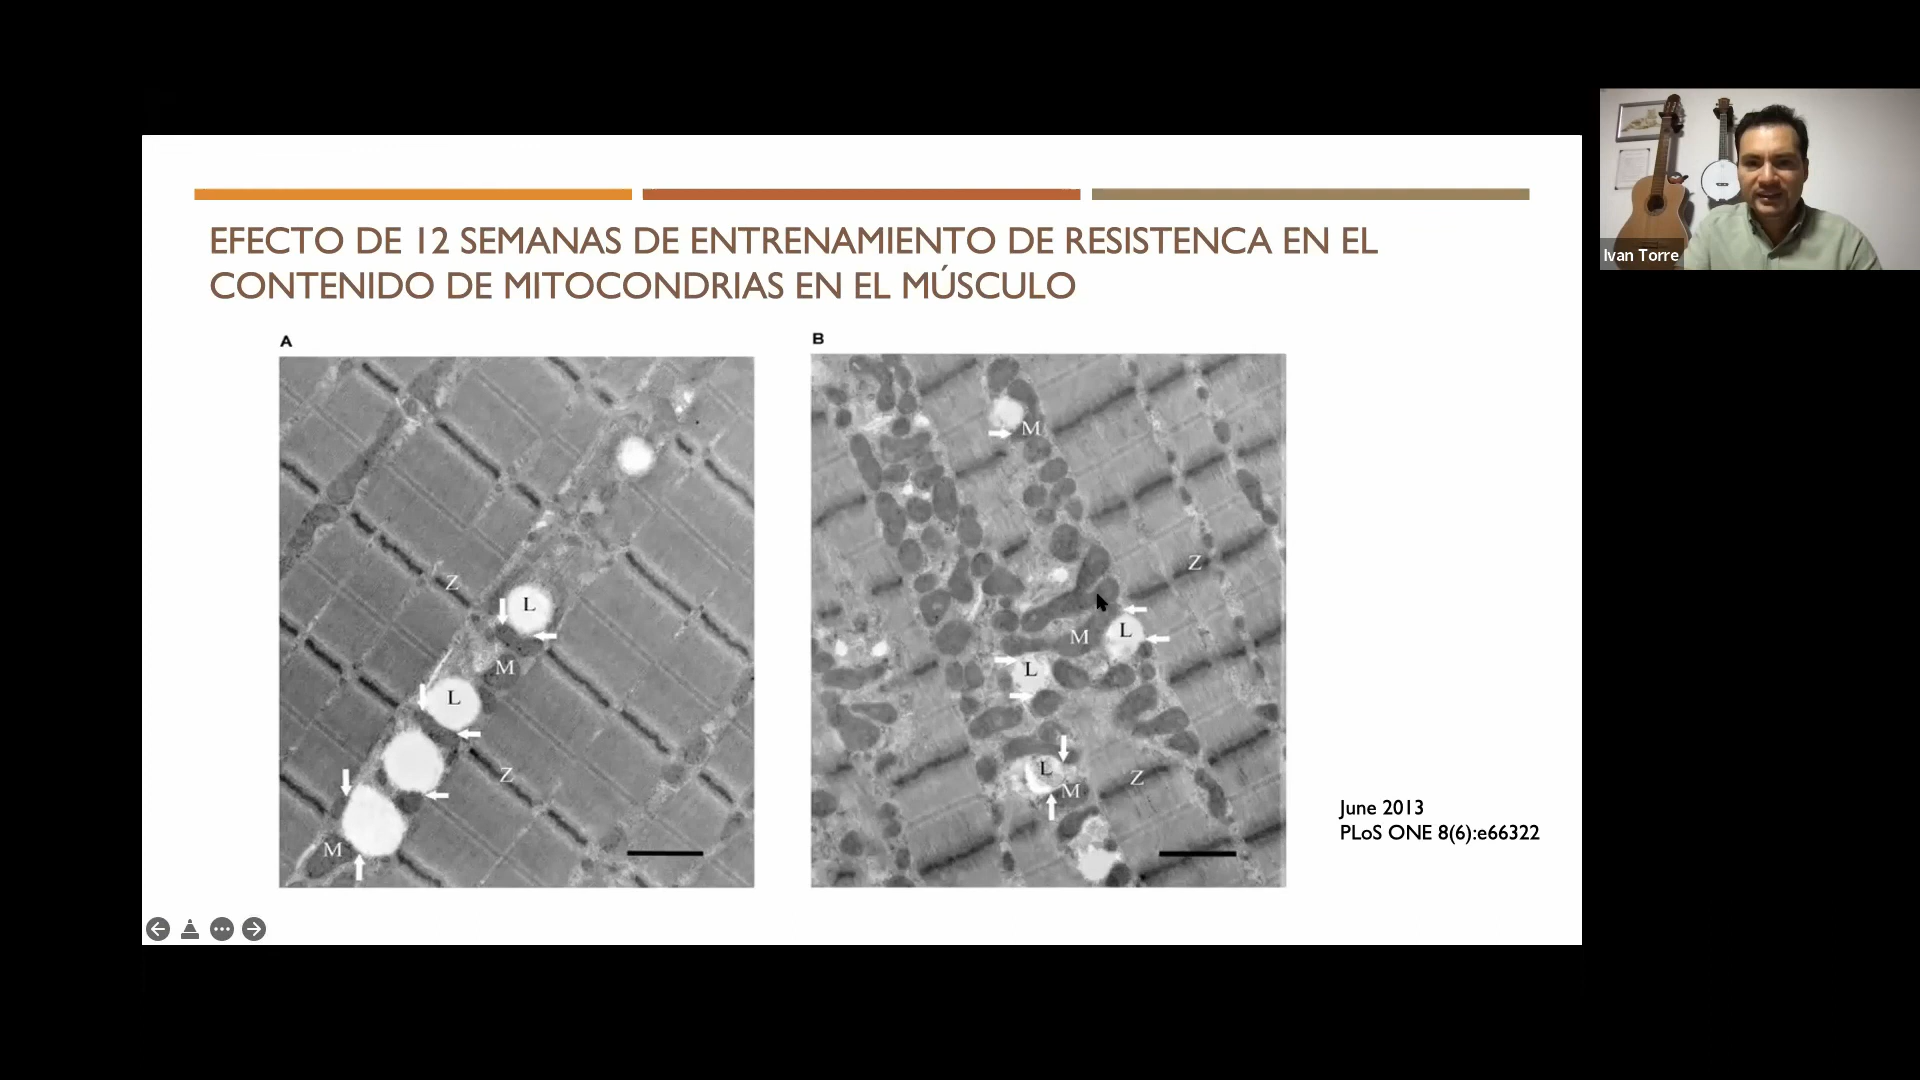 EFECTO DE 12 SEMANAS DE ENTRENAMIENTO DE RESISTENCA EN EL
CONTENIDO DE MITOCONDRIAS EN EL MÚSCULO
A
Z
L
M
L
Z
M
B
M
Z
M
L
L
L
M
Z
June 2013
PLoS ONE 8(6):e66322
Ivan Torre